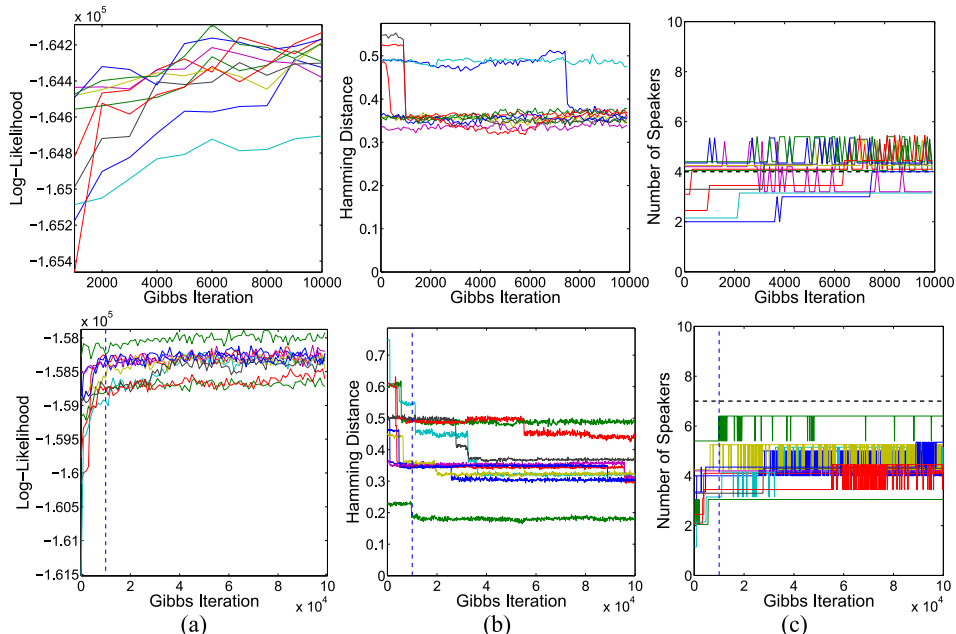 x 10^5
−1.642
−1.644
−1.646
−1.648
−1.65
−1.652
−1.654
2000 4000 6000 8000 10000
Gibbs Iteration
Log−Likelihood
0.6
0.5
0.4
0.3
0.2
0.1
0
0 2000 4000 6000 8000 10000
Gibbs Iteration
Hamming Distance
10
8
6
4
2
0
0 2000 4000 6000 8000 10000
Gibbs Iteration
Number of Speakers
x 10^5
−1.58
−1.585
−1.59
−1.595
−1.6
−1.605
−1.61
−1.615
0 2 4 6 8 10
Gibbs Iteration
x 10^4
Log−Likelihood
0.7
0.6
0.5
0.4
0.3
0.2
0.1
0
0 2 4 6 8 10
Gibbs Iteration
x 10^4
Hamming Distance
10
8
6
4
2
0
0 2 4 6 8 10
Gibbs Iteration
x 10^4
Number of Speakers
(a) (b) (c)